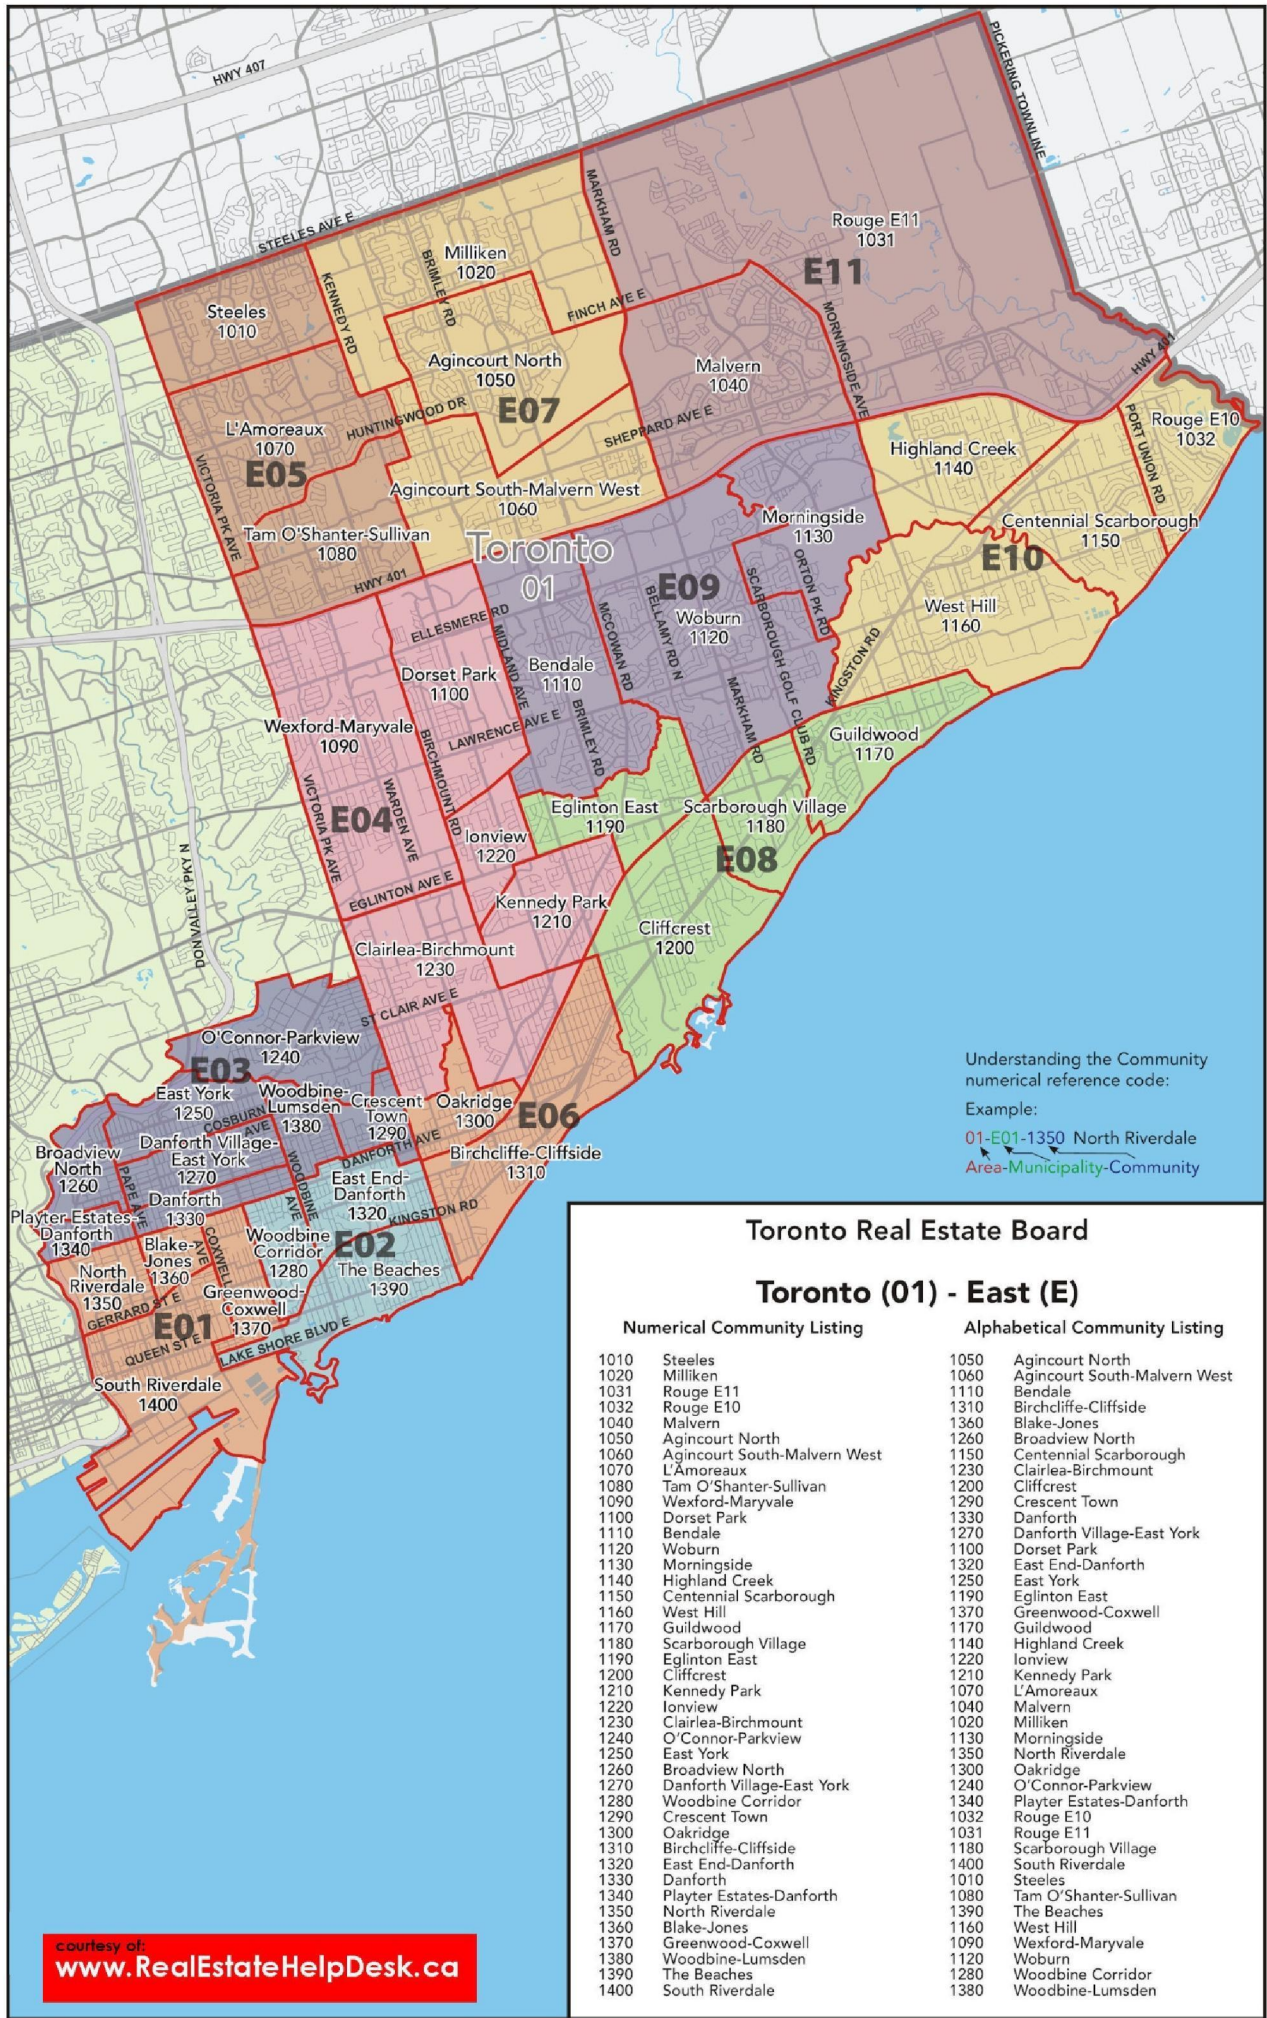 HWY 407
PICKERING TOWNLINE
STEELES AVE E
MARKHAM RD
Rouge E11
1031
E11
Milliken
1020
BRIMLEY RD
KENNEDY RD
FINCH AVE E
MORNINGSIDE AVE
Steeles
1010
Agincourt North
1050
E07
Malvern
1040
HWY 401
HUNTINGWOOD DR
SHEPPARD AVE E
PORT UNION RD
Rouge E10
1032
L'Amoreaux
1070
E05
VICTORIA PK AVE
Highland Creek
1140
Agincourt South-Malvern West
1060
Tam O'Shanter-Sullivan
1080
Toronto
01
HWY 401
Morningside
1130
Centennial Scarborough
1150
E10
E09
ORTON PK RD
SCARBOROUGH GOLF CLUB RD
BELLAMY RD N
Woburn
1120
West Hill
1160
ELLESMERE RD
MIDLAND AVE
MCCOWAN RD
KINGSTON RD
Dorset Park
1100
Bendale
1110
MARKHAM RD
Wexford-Maryvale
1090
LAWRENCE AVE E
BRIMLEY RD
BIRCHMOUNT RD
Guildwood
1170
VICTORIA PK AVE
WARDEN AVE
E04
Eglinton East
1190
Scarborough Village
1180
Ionview
1220
E08
DON VALLEY PKY N
EGLINTON AVE E
Kennedy Park
1210
Cliffcrest
1200
Clairlea-Birchmount
1230
ST CLAIR AVE E
O'Connor-Parkview
1240
E03
East York
1250
COSBURN AVE
Woodbine-
Lumsden
1380
Crescent
Town
1290
Oakridge
1300
E06
DANFORTH AVE
Danforth Village-
East York
1270
Broadview
North
1260
PAPE AVE
WOODBINE AVE
Birchcliffe-Cliffside
1310
East End-
Danforth
1320
KINGSTON RD
Danforth
1330
Playter Estates-
Danforth
1340
COXWELL AVE
Blake-
Jones
1360
Woodbine
Corridor
1280
E02
The Beaches
1390
North
Riverdale
1350
Greenwood-
Coxwell
1370
GERRARD ST E
E01
QUEEN ST E
LAKE SHORE BLVD E
South Riverdale
1400
Understanding the Community
numerical reference code:
Example:
01-E01-1350 North Riverdale
Area-Municipality-Community
Toronto Real Estate Board
Toronto (01) - East (E)
Numerical Community Listing
1010 Steeles
1020 Milliken
1031 Rouge E11
1032 Rouge E10
1040 Malvern
1050 Agincourt North
1060 Agincourt South-Malvern West
1070 L'Amoreaux
1080 Tam O'Shanter-Sullivan
1090 Wexford-Maryvale
1100 Dorset Park
1110 Bendale
1120 Woburn
1130 Morningside
1140 Highland Creek
1150 Centennial Scarborough
1160 West Hill
1170 Guildwood
1180 Scarborough Village
1190 Eglinton East
1200 Cliffcrest
1210 Kennedy Park
1220 Ionview
1230 Clairlea-Birchmount
1240 O'Connor-Parkview
1250 East York
1260 Broadview North
1270 Danforth Village-East York
1280 Woodbine Corridor
1290 Crescent Town
1300 Oakridge
1310 Birchcliffe-Cliffside
1320 East End-Danforth
1330 Danforth
1340 Playter Estates-Danforth
1350 North Riverdale
1360 Blake-Jones
1370 Greenwood-Coxwell
1380 Woodbine-Lumsden
1390 The Beaches
1400 South Riverdale
Alphabetical Community Listing
1050 Agincourt North
1060 Agincourt South-Malvern West
1110 Bendale
1310 Birchcliffe-Cliffside
1360 Blake-Jones
1260 Broadview North
1150 Centennial Scarborough
1230 Clairlea-Birchmount
1200 Cliffcrest
1290 Crescent Town
1330 Danforth
1270 Danforth Village-East York
1100 Dorset Park
1320 East End-Danforth
1250 East York
1190 Eglinton East
1370 Greenwood-Coxwell
1170 Guildwood
1140 Highland Creek
1220 Ionview
1210 Kennedy Park
1070 L'Amoreaux
1040 Malvern
1020 Milliken
1130 Morningside
1350 North Riverdale
1300 Oakridge
1240 O'Connor-Parkview
1340 Playter Estates-Danforth
1032 Rouge E10
1031 Rouge E11
1180 Scarborough Village
1400 South Riverdale
1010 Steeles
1080 Tam O'Shanter-Sullivan
1390 The Beaches
1160 West Hill
1090 Wexford-Maryvale
1120 Woburn
1280 Woodbine Corridor
1380 Woodbine-Lumsden
courtesy of:
www.RealEstateHelpDesk.ca